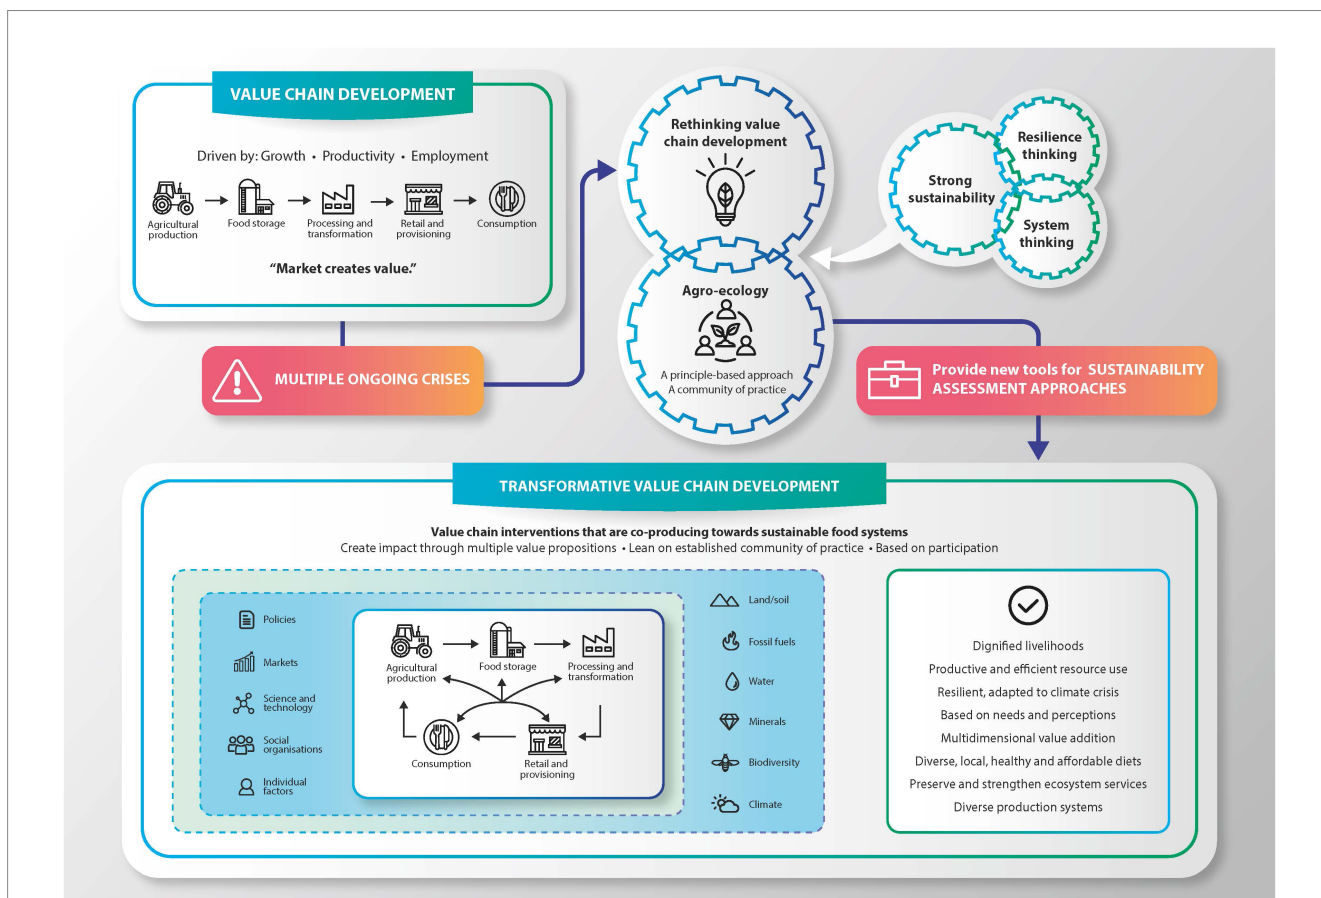 VALUE CHAIN DEVELOPMENT
Driven by: Growth • Productivity • Employment
Agricultural
production
Food storage
Processing and
transformation
Retail and
provisioning
Consumption
“Market creates value.”
MULTIPLE ONGOING CRISES
Rethinking value
chain development
Agro-ecology
A principle-based approach
A community of practice
Strong
sustainability
Resilience
thinking
System
thinking
Provide new tools for SUSTAINABILITY
ASSESSMENT APPROACHES
TRANSFORMATIVE VALUE CHAIN DEVELOPMENT
Value chain interventions that are co-producing towards sustainable food systems
Create impact through multiple value propositions • Lean on established community of practice • Based on participation
Policies
Markets
Science and
technology
Social
organisations
Individual
factors
Agricultural
production
Food storage
Processing and
transformation
Consumption
Retail and
provisioning
Land/soil
Fossil fuels
Water
Minerals
Biodiversity
Climate
Dignified livelihoods
Productive and efficient resource use
Resilient, adapted to climate crisis
Based on needs and perceptions
Multidimensional value addition
Diverse, local, healthy and affordable diets
Preserve and strengthen ecosystem services
Diverse production systems